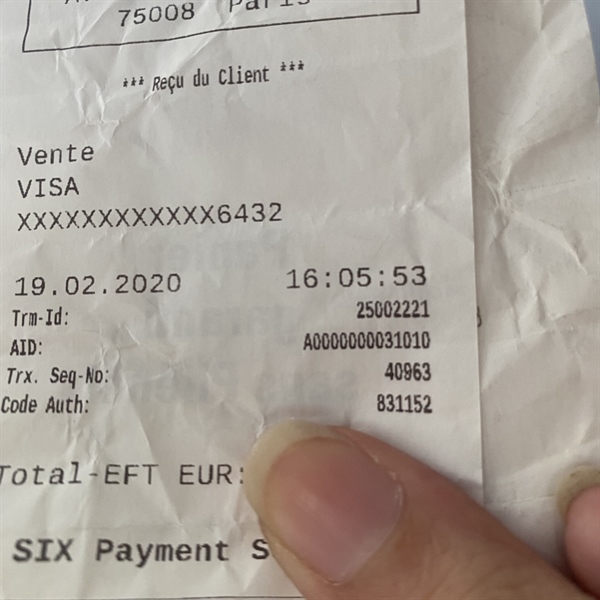 75008 Paris
*** Reçu du Client ***
Vente
VISA
XXXXXXXXXXXX6432
19.02.2020 16:05:53
Trm-Id: 25002221
AID: A0000000031010
Trx. Seq-No: 40963
Code Auth: 831152
Total-EFT EUR:
SIX Payment S